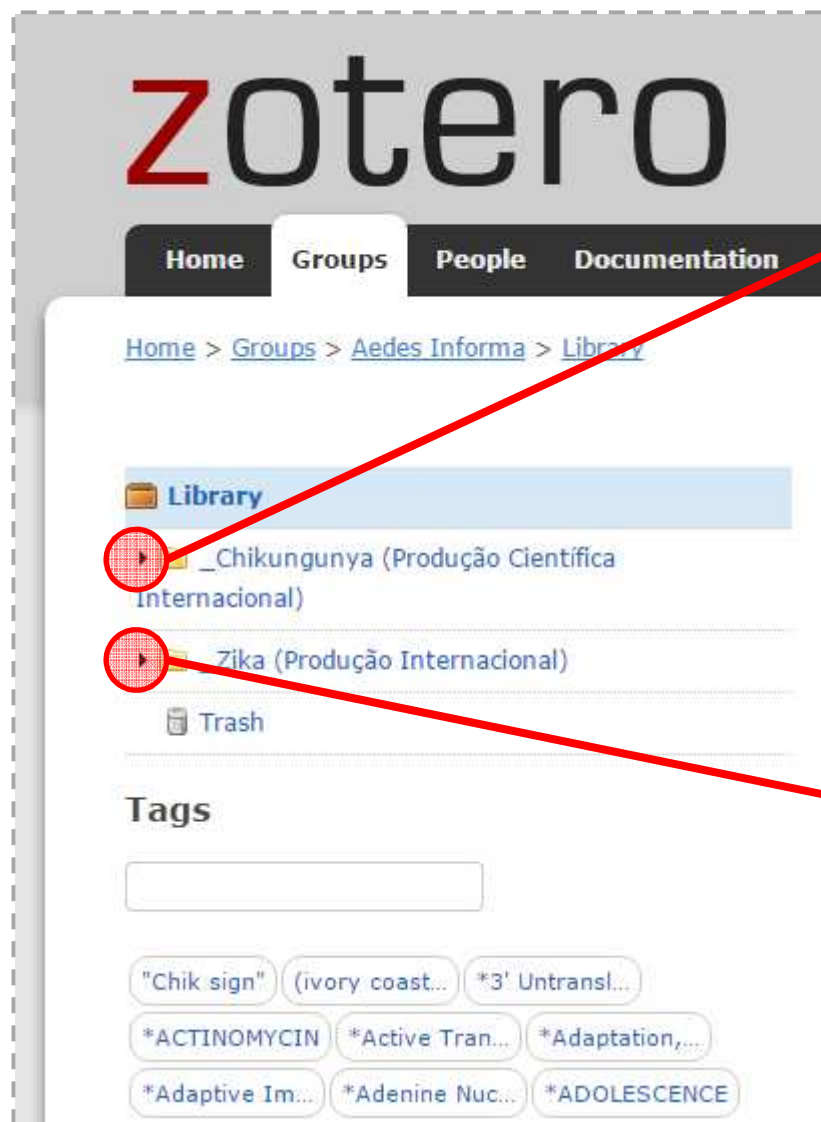 zotero
Home Groups People Documentation
Home > Groups > Aedes Informa > Library
Library
_Chikungunya (Produção Científica
Internacional)
_Zika (Produção Internacional)
Trash
Tags
"Chik sign" (ivory coast... *3' Untransl...
*ACTINOMYCIN *Active Tran... *Adaptation,...
*Adaptive Im... *Adenine Nuc... *ADOLESCENCE